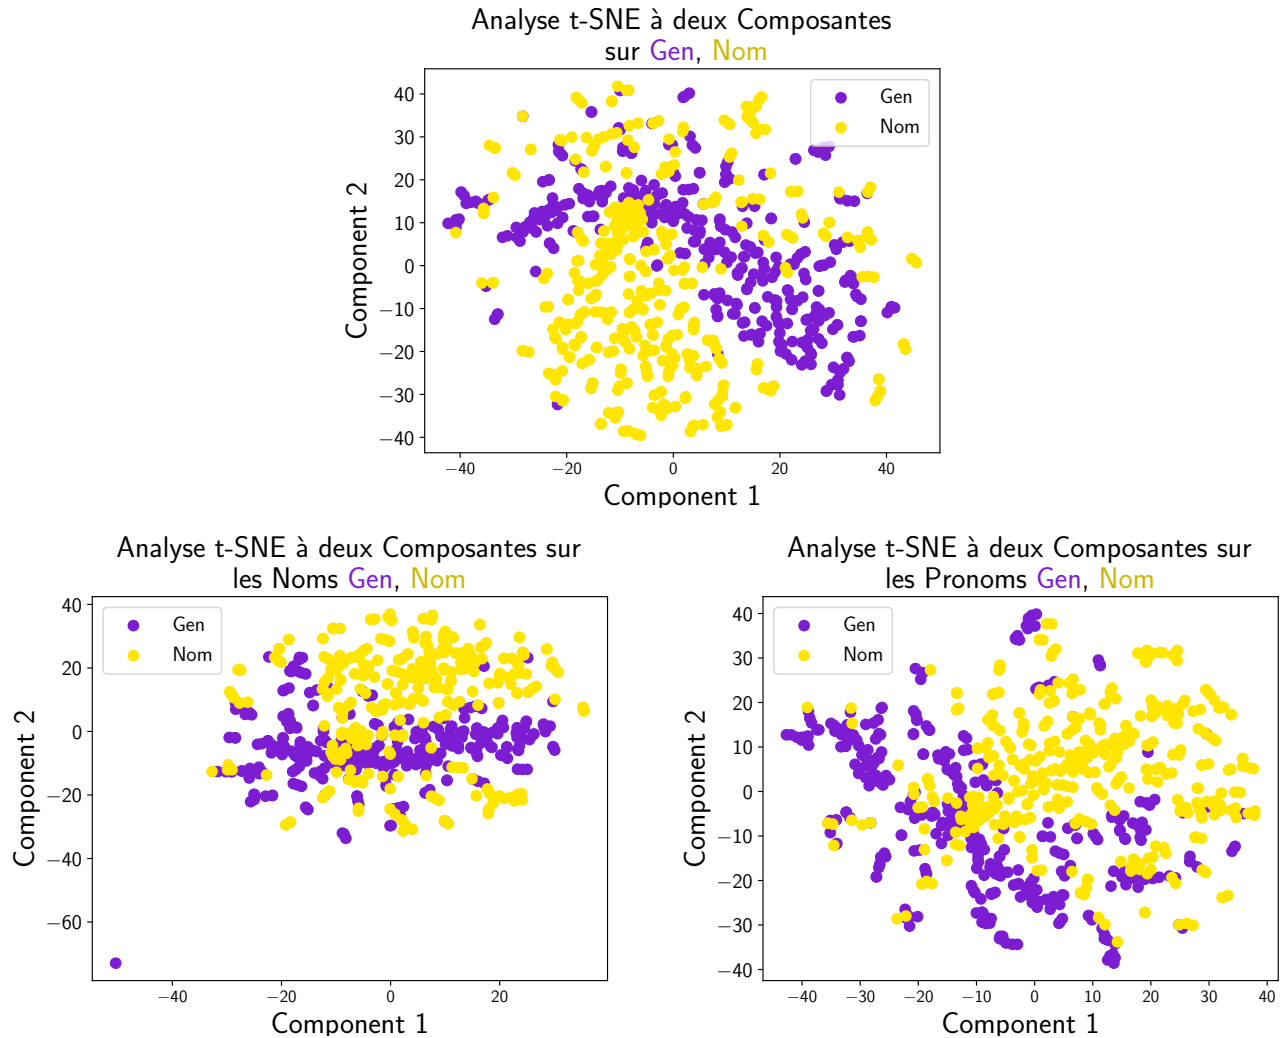 Analyse t-SNE à deux Composantes
sur Gen, Nom
Gen
Nom
40
30
20
10
0
−10
−20
−30
−40
Component 2
−40
−20
0
20
40
Component 1
Analyse t-SNE à deux Composantes sur
les Noms Gen, Nom
Gen
Nom
40
20
0
−20
−40
−60
Component 2
−40
−20
0
20
Component 1
Analyse t-SNE à deux Composantes sur
les Pronoms Gen, Nom
Gen
Nom
40
30
20
10
0
−10
−20
−30
−40
Component 2
−40
−30
−20
−10
0
10
20
30
40
Component 1